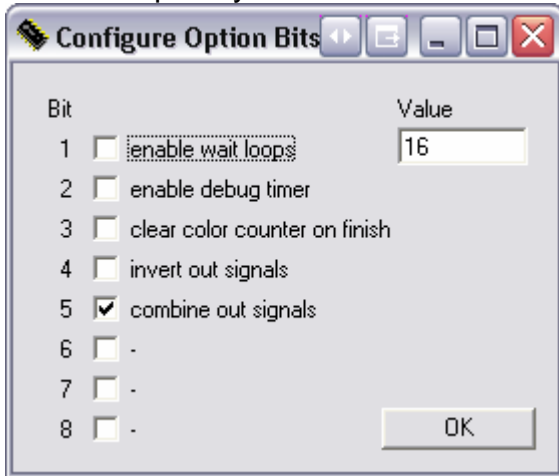 Configure Option Bits
Bit Value
1 enable wait loops 16
2 enable debug timer
3 clear color counter on finish
4 invert out signals
5 combine out signals
6 -
7 -
8 - OK